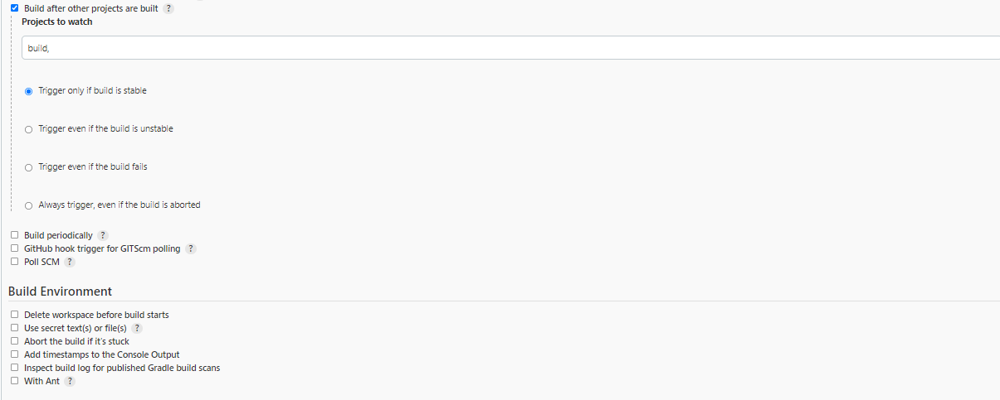 Build after other projects are built ?
Projects to watch
build,
Trigger only if build is stable
Trigger even if the build is unstable
Trigger even if the build fails
Always trigger, even if the build is aborted
Build periodically ?
GitHub hook trigger for GITScm polling ?
Poll SCM ?
Build Environment
Delete workspace before build starts
Use secret text(s) or file(s) ?
Abort the build if it's stuck
Add timestamps to the Console Output
Inspect build log for published Gradle build scans
With Ant ?